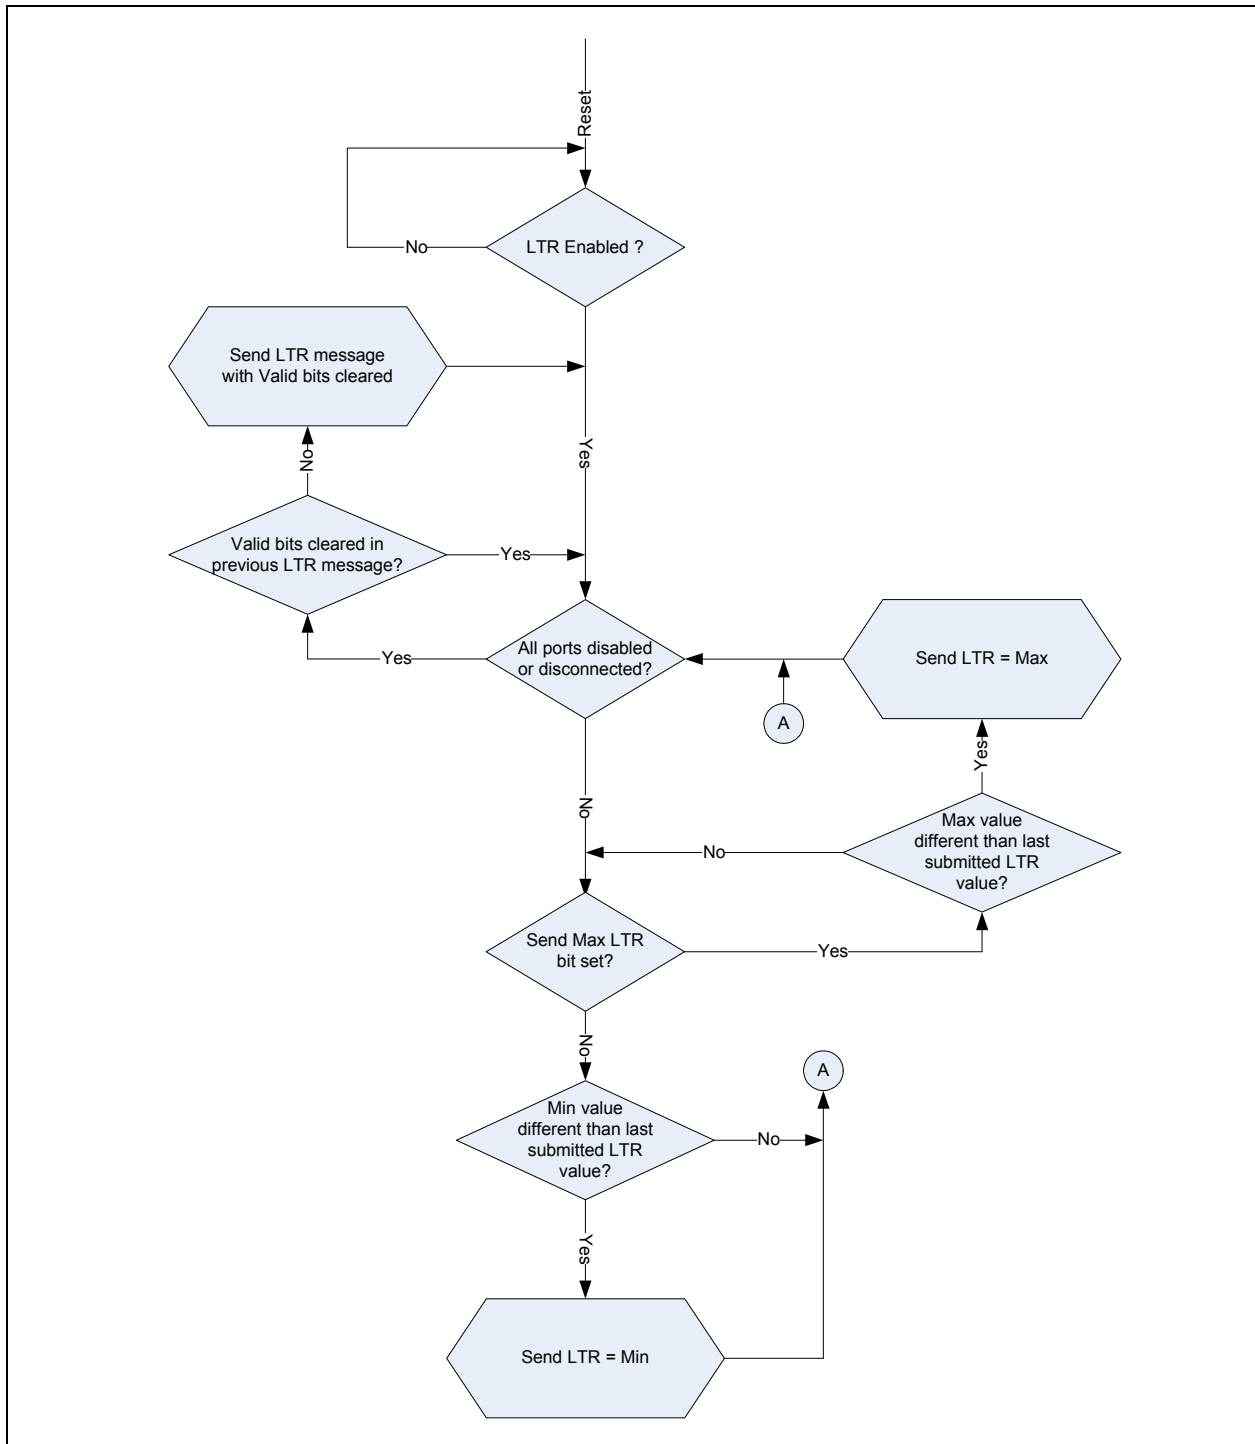 Reset
LTR Enabled ?
No
Send LTR message
with Valid bits cleared
Yes
No
Valid bits cleared in
previous LTR message?
Yes
All ports disabled
or disconnected?
Yes
Send LTR = Max
A
Yes
No
Max value
different than last
submitted LTR
value?
No
Send Max LTR
bit set?
Yes
No
A
Min value
different than last
submitted LTR
value?
No
Yes
Send LTR = Min